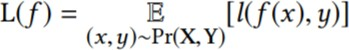 L(f) = 𝔼 [l(f(x), y)]
(x, y)~Pr(X,Y)